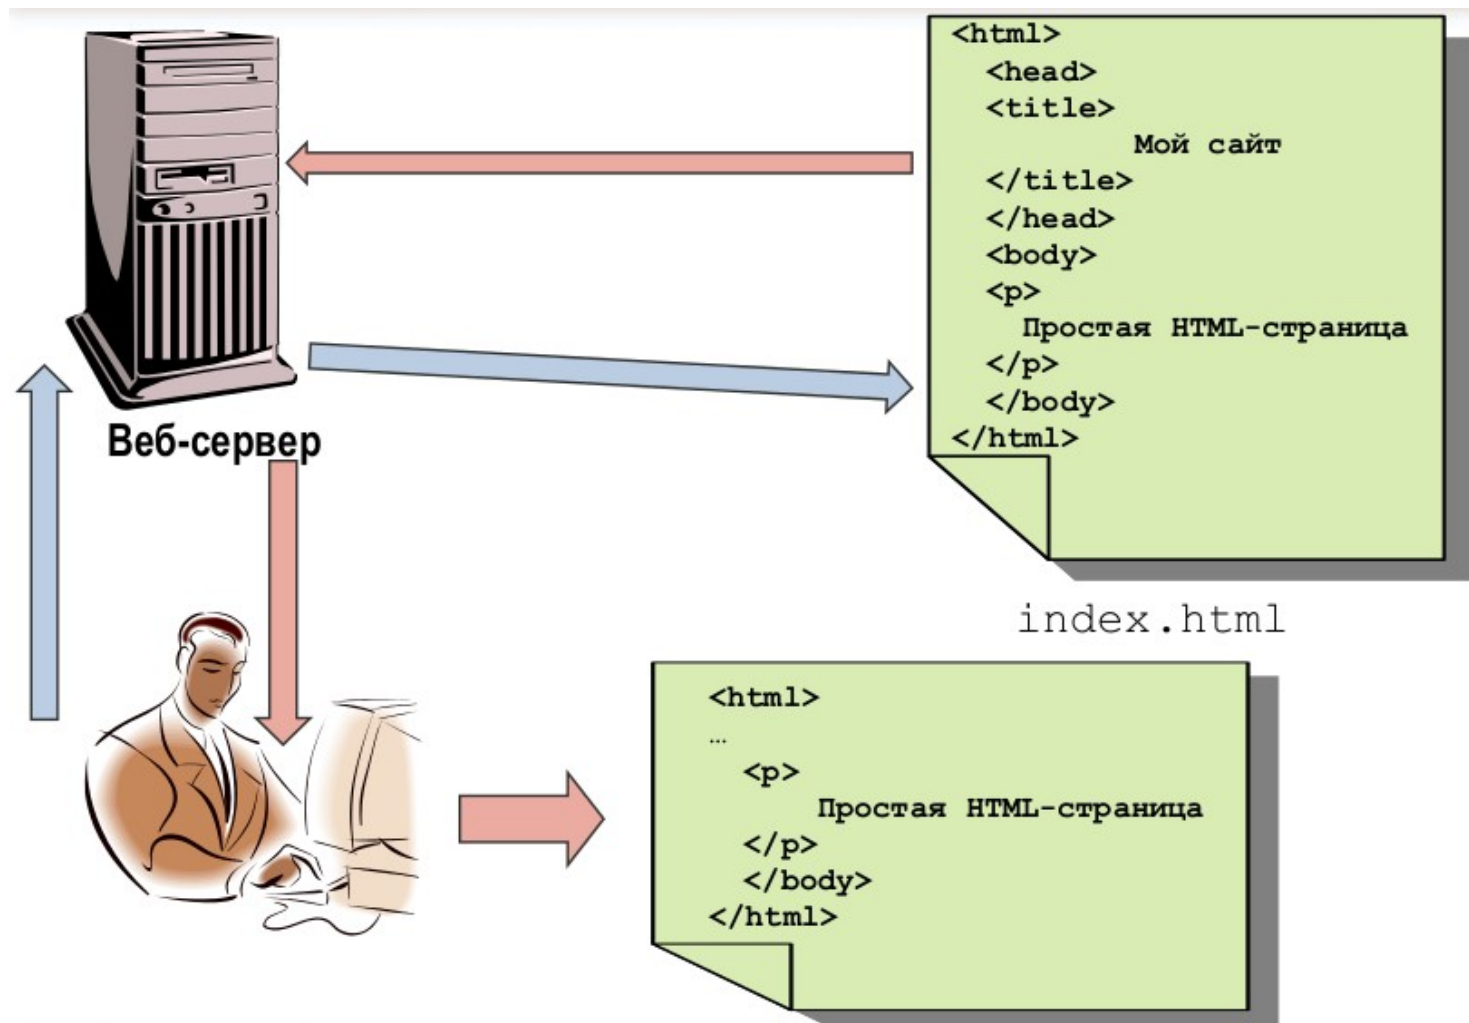 <html>
<head>
<title>
Мой сайт
</title>
</head>
<body>
<p>
Простая HTML-страница
</p>
</body>
</html>
Веб-сервер
index.html
<html>
…
<p>
Простая HTML-страница
</p>
</body>
</html>